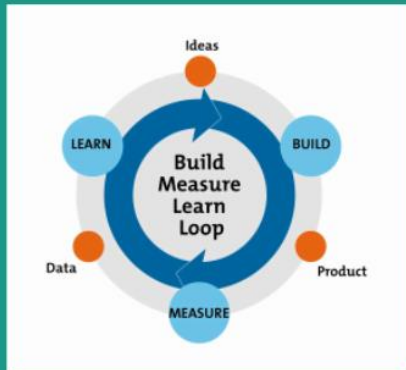 Ideas
LEARN
BUILD
Build
Measure
Learn
Loop
Data
Product
MEASURE